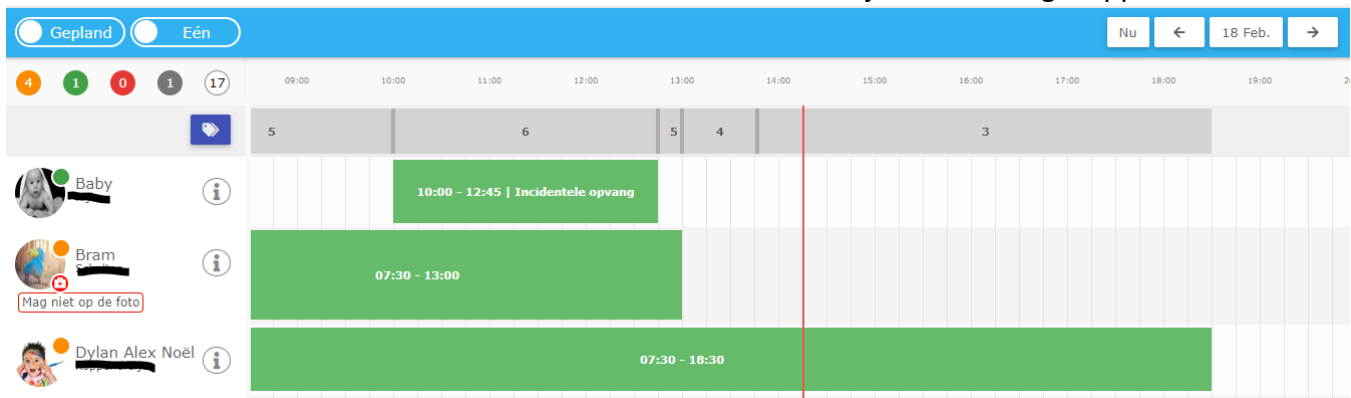 Gepland Eén Nu 18 Feb.
4 1 0 1 17 09:00 10:00 11:00 12:00 13:00 14:00 15:00 16:00 17:00 18:00 19:00
5 6 5 4 3
Baby
10:00 - 12:45 | Incidentele opvang
Bram
07:30 - 13:00
Mag niet op de foto
Dylan Alex Noël
07:30 - 18:30